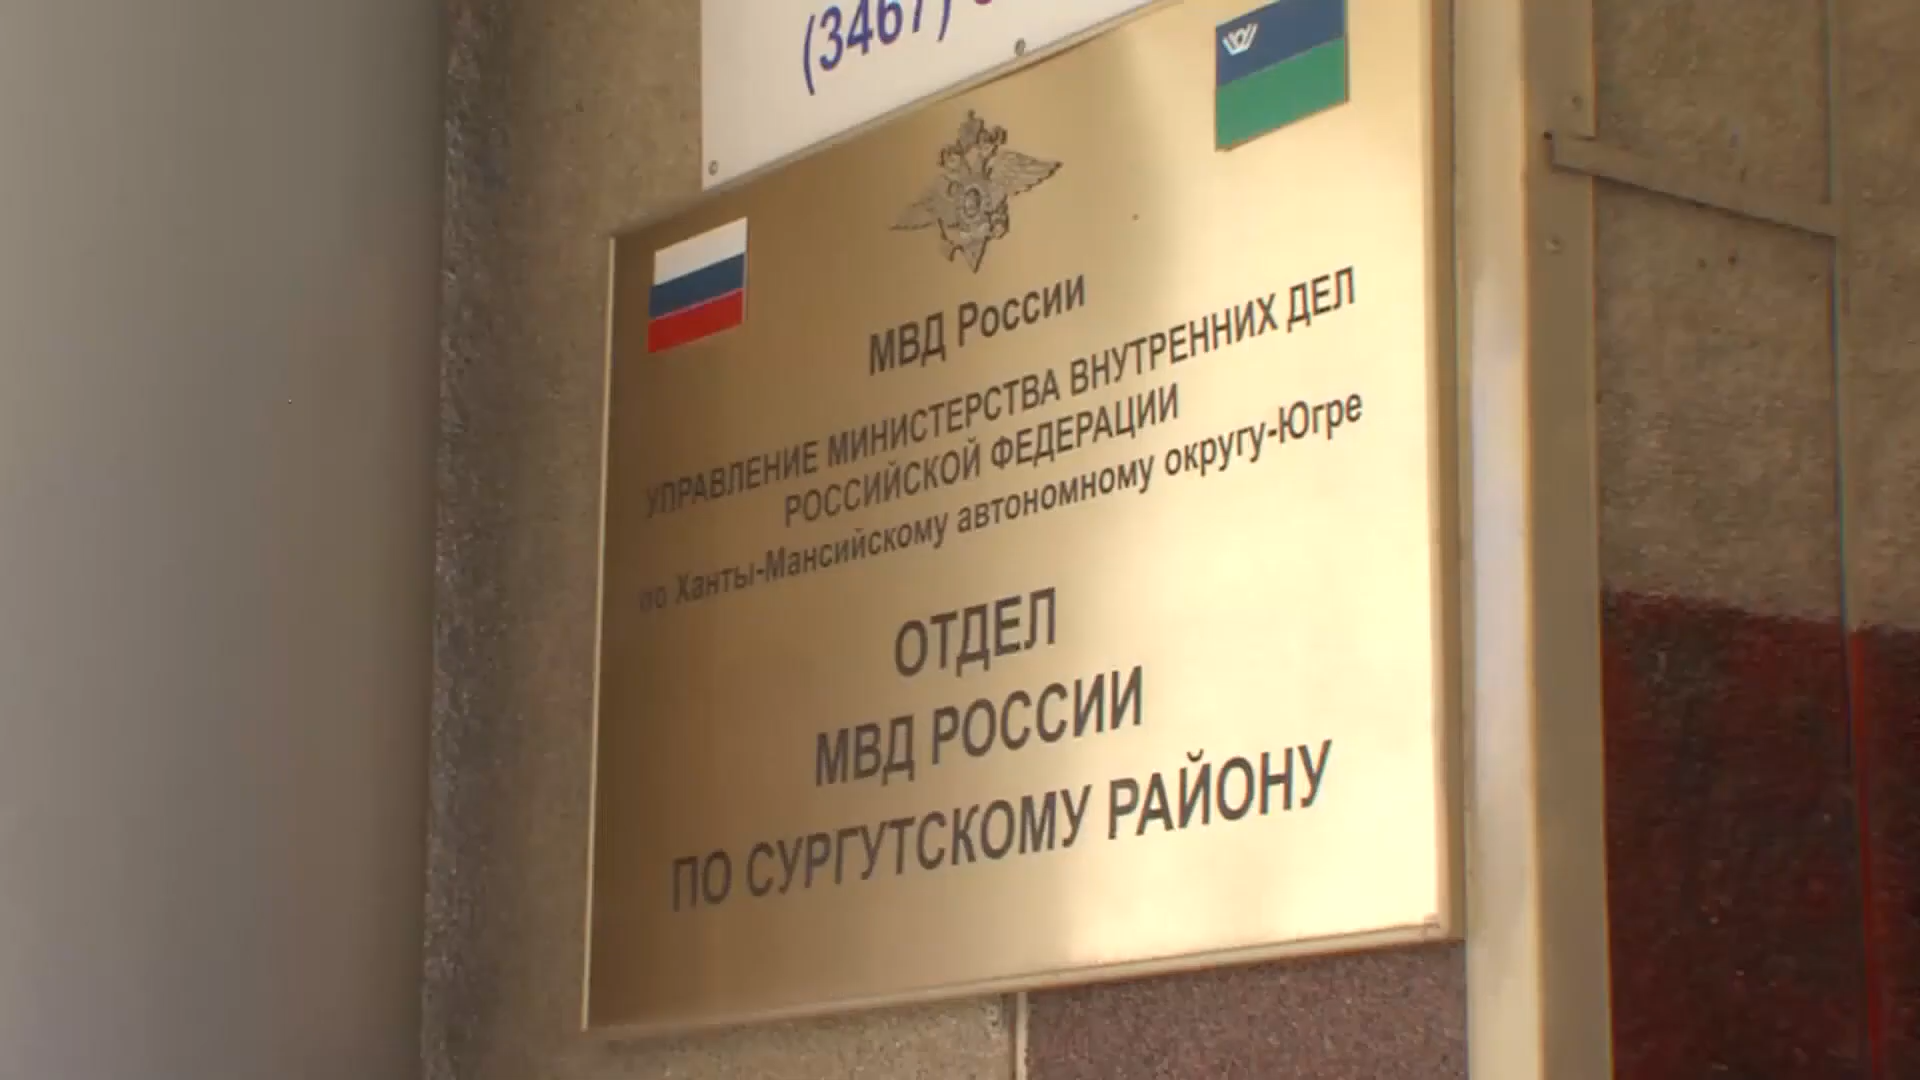 (3467)
МВД России
УПРАВЛЕНИЕ МИНИСТЕРСТВА ВНУТРЕННИХ ДЕЛ
РОССИЙСКОЙ ФЕДЕРАЦИИ
по Ханты-Мансийскому автономному округу-Югре
ОТДЕЛ
МВД РОССИИ
ПО СУРГУТСКОМУ РАЙОНУ